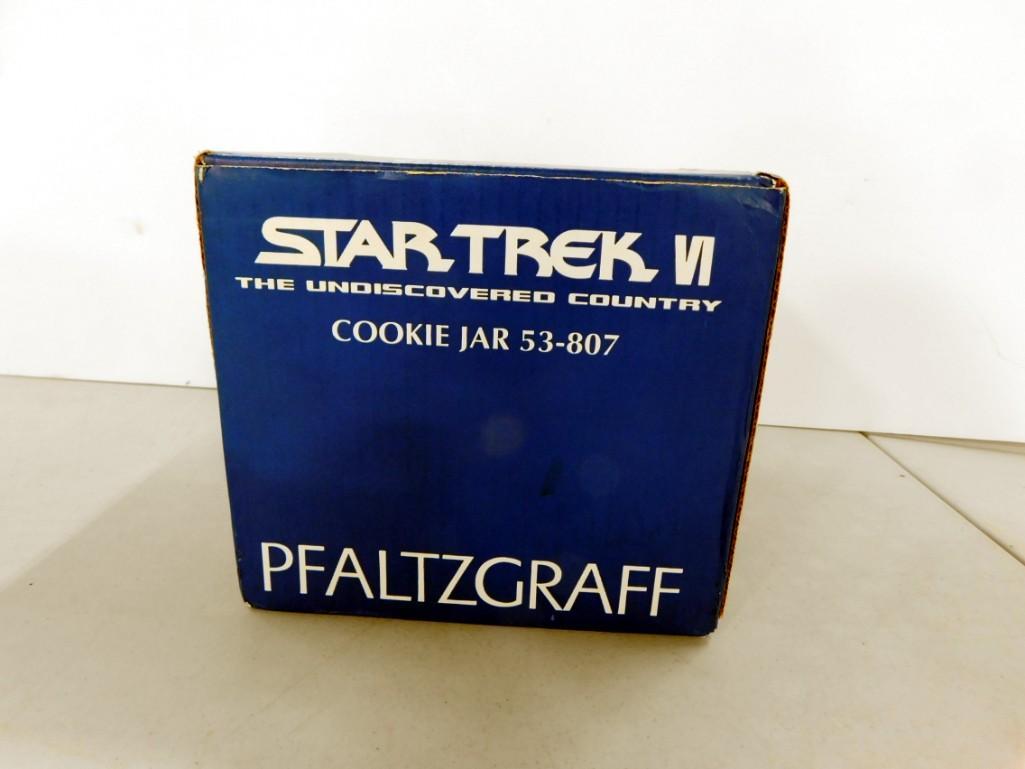 STAR TREK VI
THE UNDISCOVERED COUNTRY
COOKIE JAR 53-807
PFALTZGRAFF